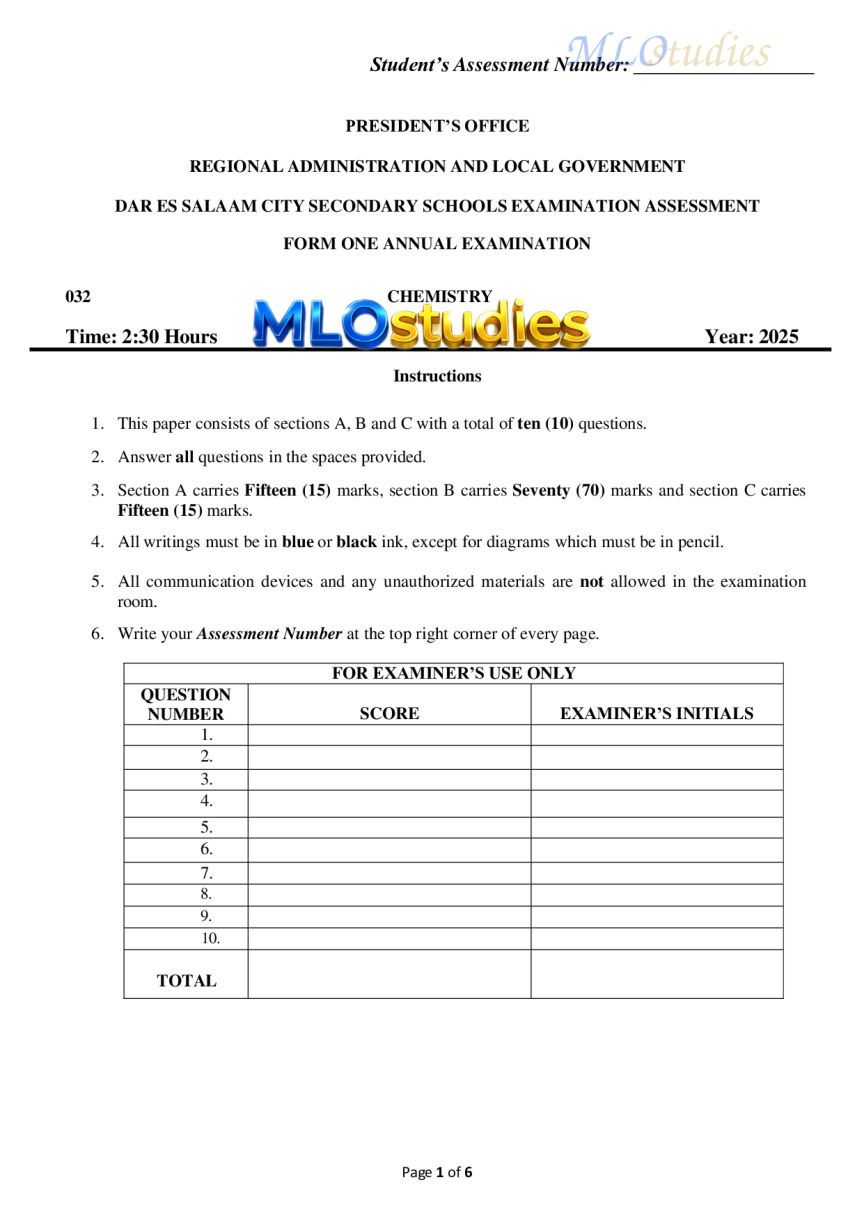 MLOstudies
Student's Assessment Number: __________________
PRESIDENT'S OFFICE
REGIONAL ADMINISTRATION AND LOCAL GOVERNMENT
DAR ES SALAAM CITY SECONDARY SCHOOLS EXAMINATION ASSESSMENT
FORM ONE ANNUAL EXAMINATION
032 CHEMISTRY
MLOstudies
Time: 2:30 Hours Year: 2025
Instructions
1. This paper consists of sections A, B and C with a total of ten (10) questions.
2. Answer all questions in the spaces provided.
3. Section A carries Fifteen (15) marks, section B carries Seventy (70) marks and section C carries
Fifteen (15) marks.
4. All writings must be in blue or black ink, except for diagrams which must be in pencil.
5. All communication devices and any unauthorized materials are not allowed in the examination
room.
6. Write your Assessment Number at the top right corner of every page.
FOR EXAMINER'S USE ONLY
QUESTION
NUMBER SCORE EXAMINER'S INITIALS
1.
2.
3.
4.
5.
6.
7.
8.
9.
10.
TOTAL
Page 1 of 6